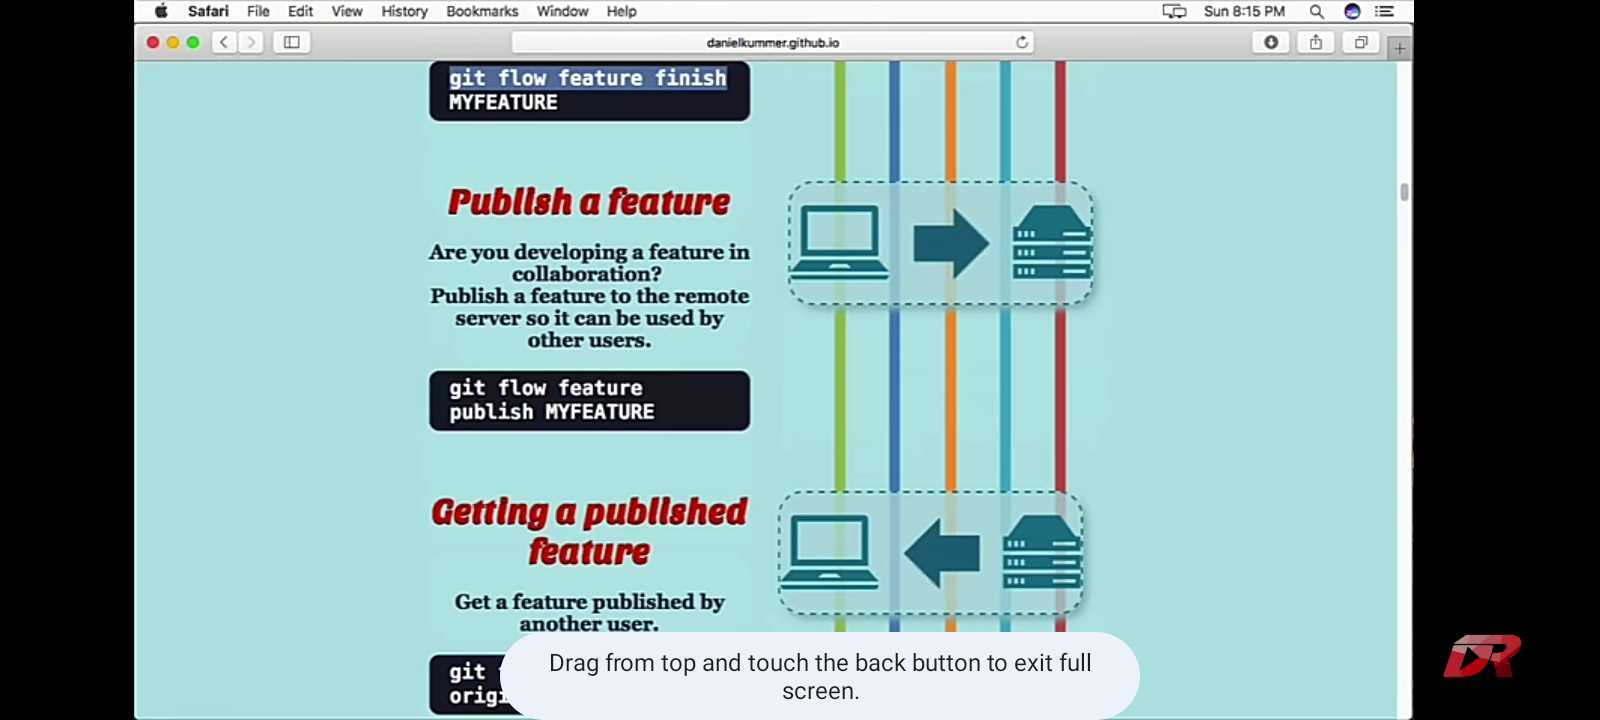 Safari File Edit View History Bookmarks Window Help Sun 8:15 PM
danielkummer.github.io
git flow feature finish
MYFEATURE
Publish a feature
Are you developing a feature in
collaboration?
Publish a feature to the remote
server so it can be used by
other users.
git flow feature
publish MYFEATURE
Getting a published
feature
Get a feature published by
another user.
git
Drag from top and touch the back button to exit full
screen.
DR